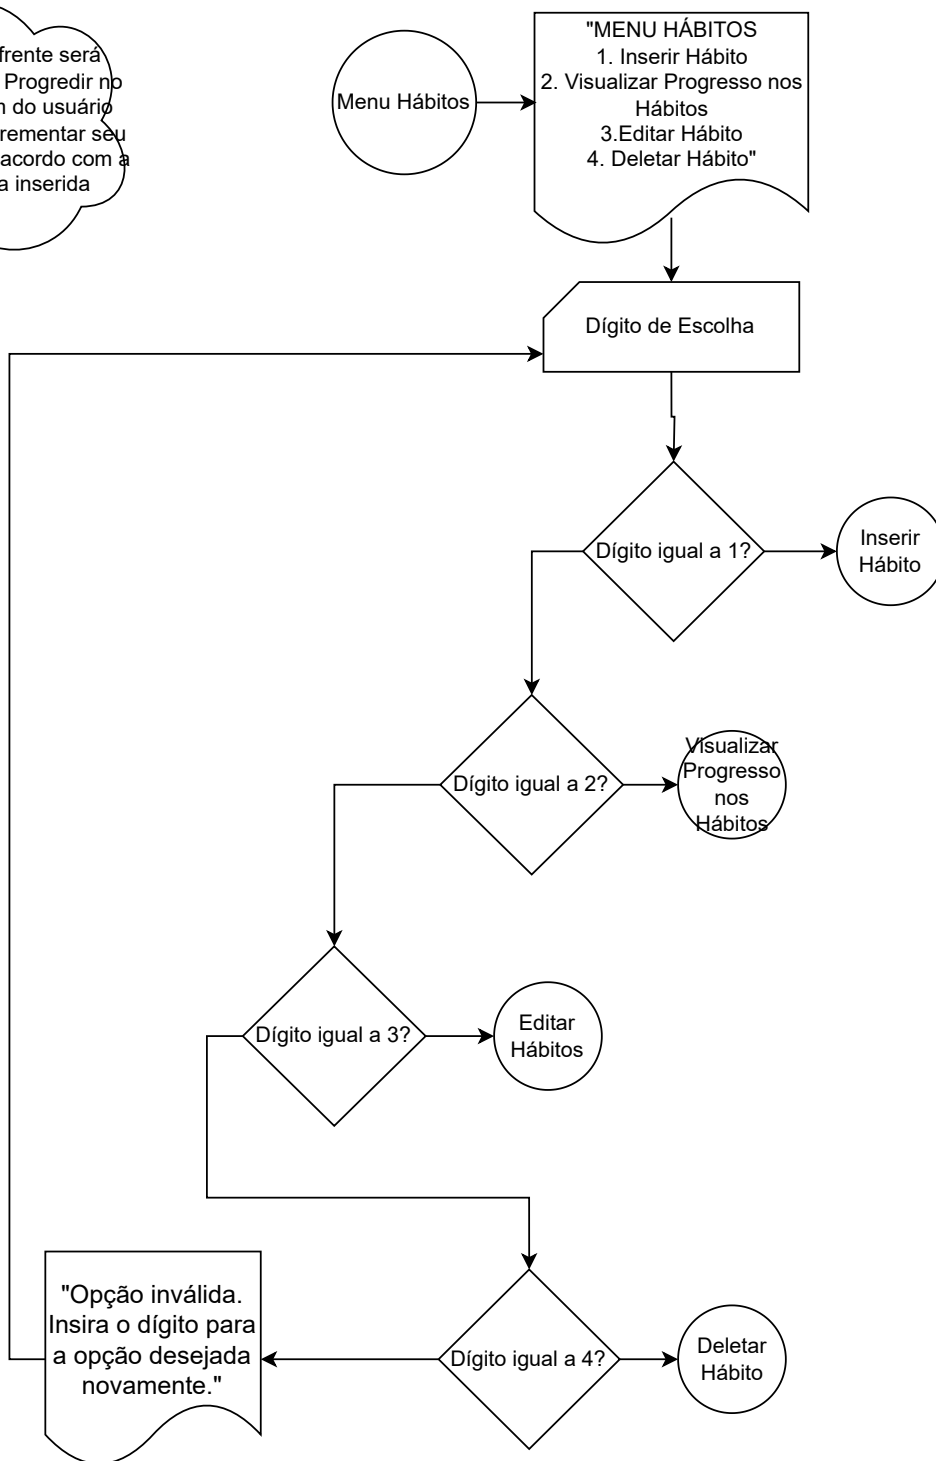 frente será
Progredir no
do usuário
rementar seu
acordo com a
a inserida
Menu Hábitos
"MENU HÁBITOS
1. Inserir Hábito
2. Visualizar Progresso nos
Hábitos
3.Editar Hábito
4. Deletar Hábito"
Dígito de Escolha
Dígito igual a 1?
Inserir
Hábito
Dígito igual a 2?
Visualizar
Progresso
nos
Hábitos
Dígito igual a 3?
Editar
Hábitos
"Opção inválida.
Insira o dígito para
a opção desejada
novamente."
Dígito igual a 4?
Deletar
Hábito